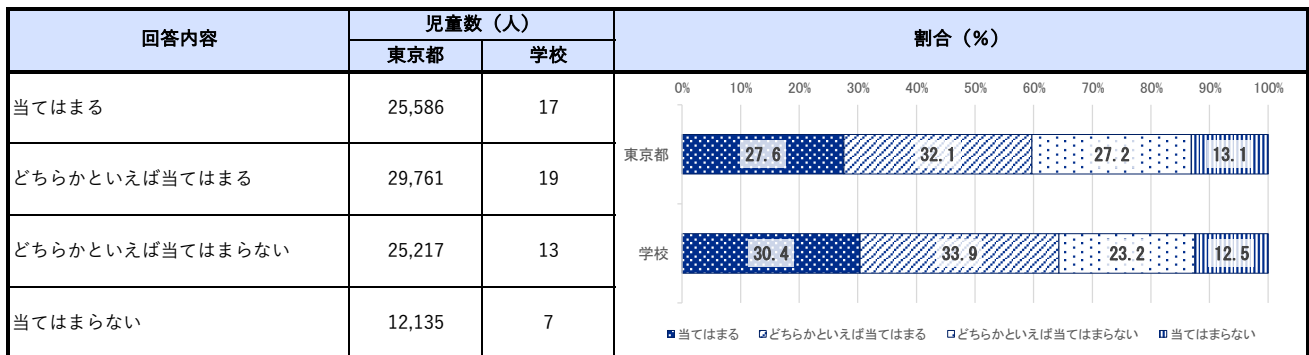 回答内容
児童数（人）
東京都
学校
割合（％）
当てはまる
25,586
17
どちらかといえば当てはまる
29,761
19
どちらかといえば当てはまらない
25,217
13
当てはまらない
12,135
7
0% 10% 20% 30% 40% 50% 60% 70% 80% 90% 100%
東京都
27.6 32.1 27.2 13.1
学校
30.4 33.9 23.2 12.5
当てはまる どちらかといえば当てはまる どちらかといえば当てはまらない 当てはまらない